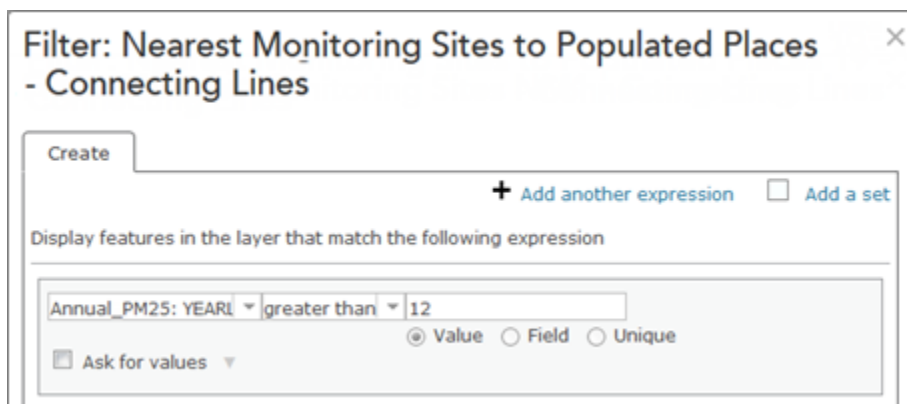 Filter: Nearest Monitoring Sites to Populated Places
- Connecting Lines
Create
+ Add another expression Add a set
Display features in the layer that match the following expression
Annual_PM25: YEARL greater than 12
Value Field Unique
Ask for values